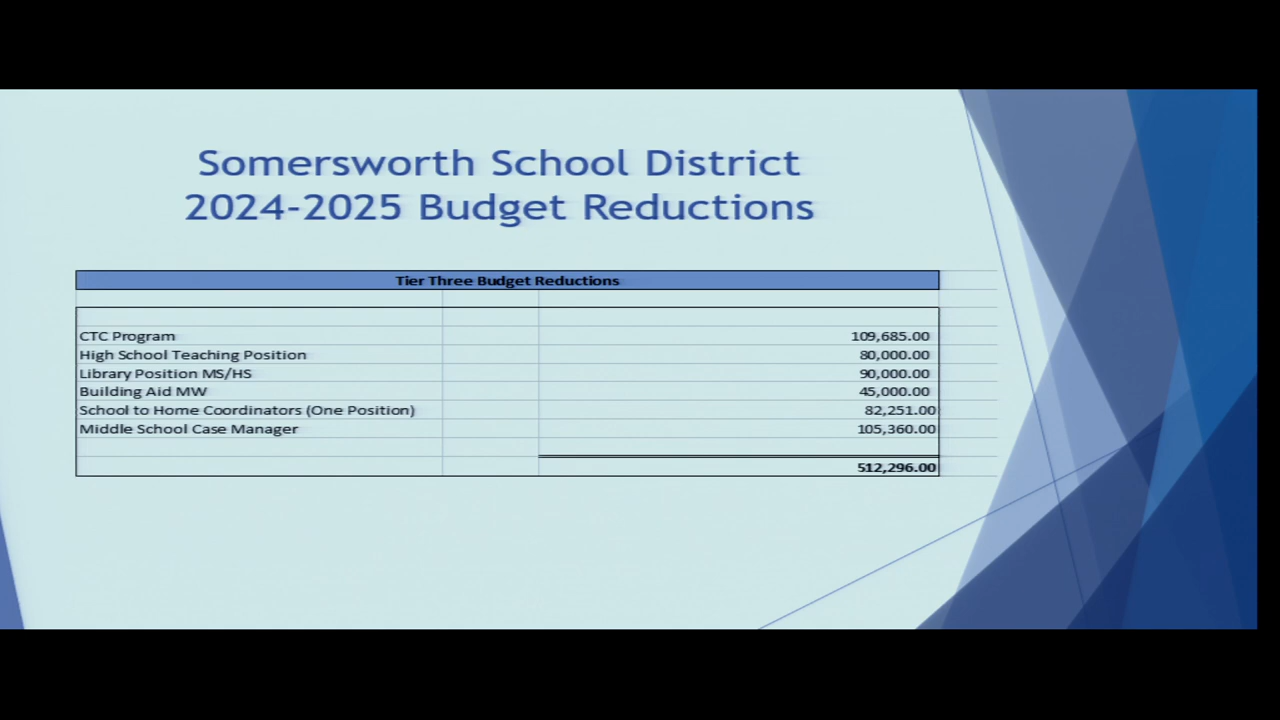 Somersworth School District
2024-2025 Budget Reductions
Tier Three Budget Reductions
CTC Program 109,685.00
High School Teaching Position 80,000.00
Library Position MS/HS 90,000.00
Building Aid MW 45,000.00
School to Home Coordinators (One Position) 82,251.00
Middle School Case Manager 105,360.00
512,296.00